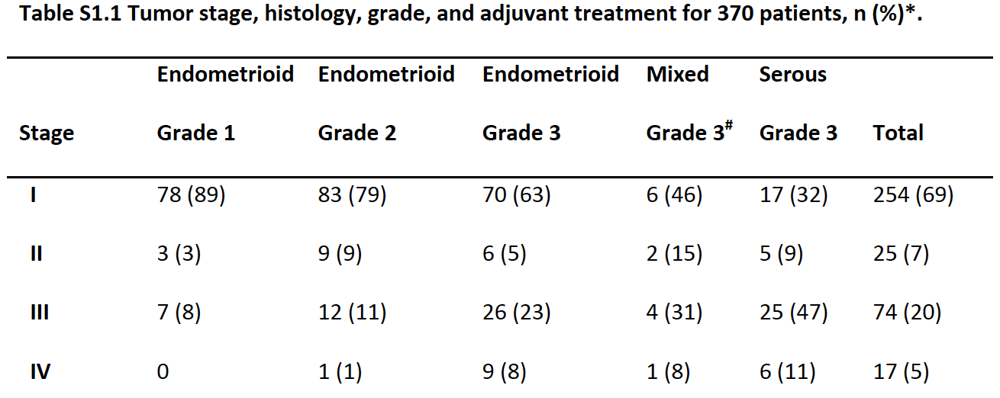 Table S1.1 Tumor stage, histology, grade, and adjuvant treatment for 370 patients, n (%)*.
Endometrioid Endometrioid Endometrioid Mixed Serous
Stage Grade 1 Grade 2 Grade 3 Grade 3# Grade 3 Total
I 78 (89) 83 (79) 70 (63) 6 (46) 17 (32) 254 (69)
II 3 (3) 9 (9) 6 (5) 2 (15) 5 (9) 25 (7)
III 7 (8) 12 (11) 26 (23) 4 (31) 25 (47) 74 (20)
IV 0 1 (1) 9 (8) 1 (8) 6 (11) 17 (5)